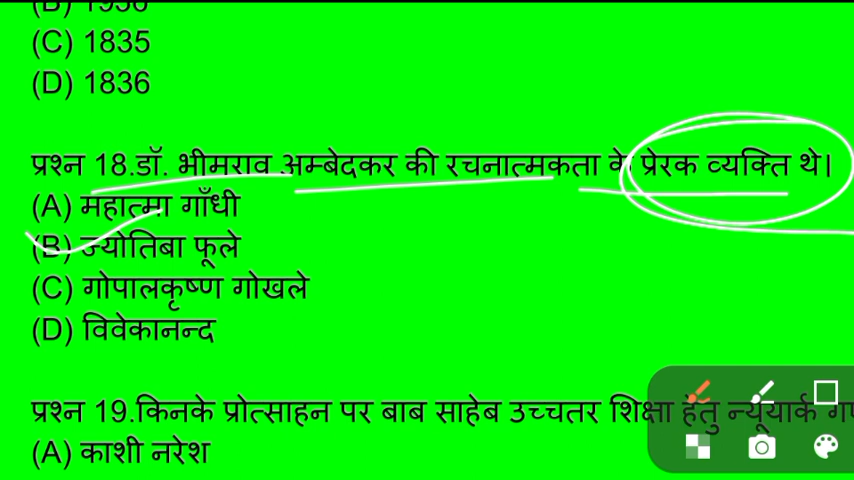 (B) 1956
(C) 1835
(D) 1836
प्रश्न 18.डॉ. भीमराव अम्बेदकर की रचनात्मकता के प्रेरक व्यक्ति थे।
(A) महात्मा गाँधी
(B) ज्योतिबा फूले
(C) गोपालकृष्ण गोखले
(D) विवेकानन्द
प्रश्न 19.किनके प्रोत्साहन पर बाब साहेब उच्चतर शिक्षा हेतु न्यूयार्क
(A) काशी नरेश